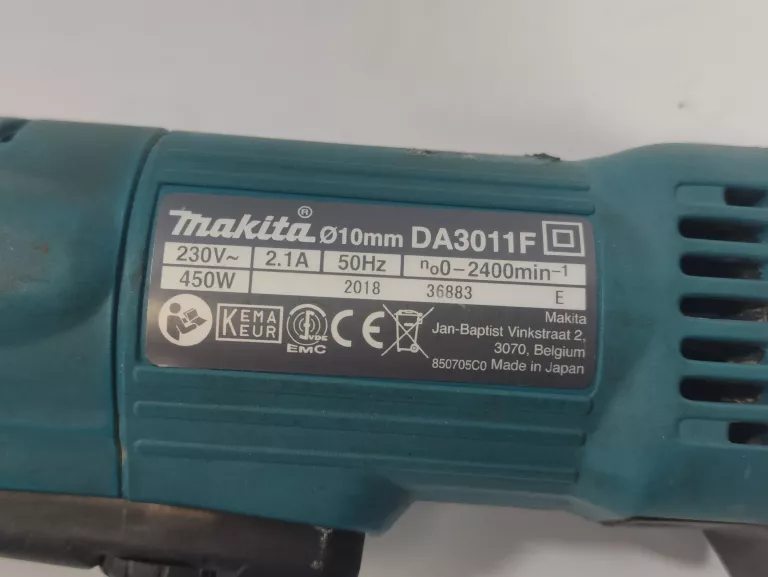 makita® Ø10mm DA3011F
230V~ 2.1A 50Hz n₀0-2400min⁻¹
450W 2018 36883 E
KEMA KEUR VDE EMC CE
Makita
Jan-Baptist Vinkstraat 2,
3070, Belgium
850705C0 Made in Japan